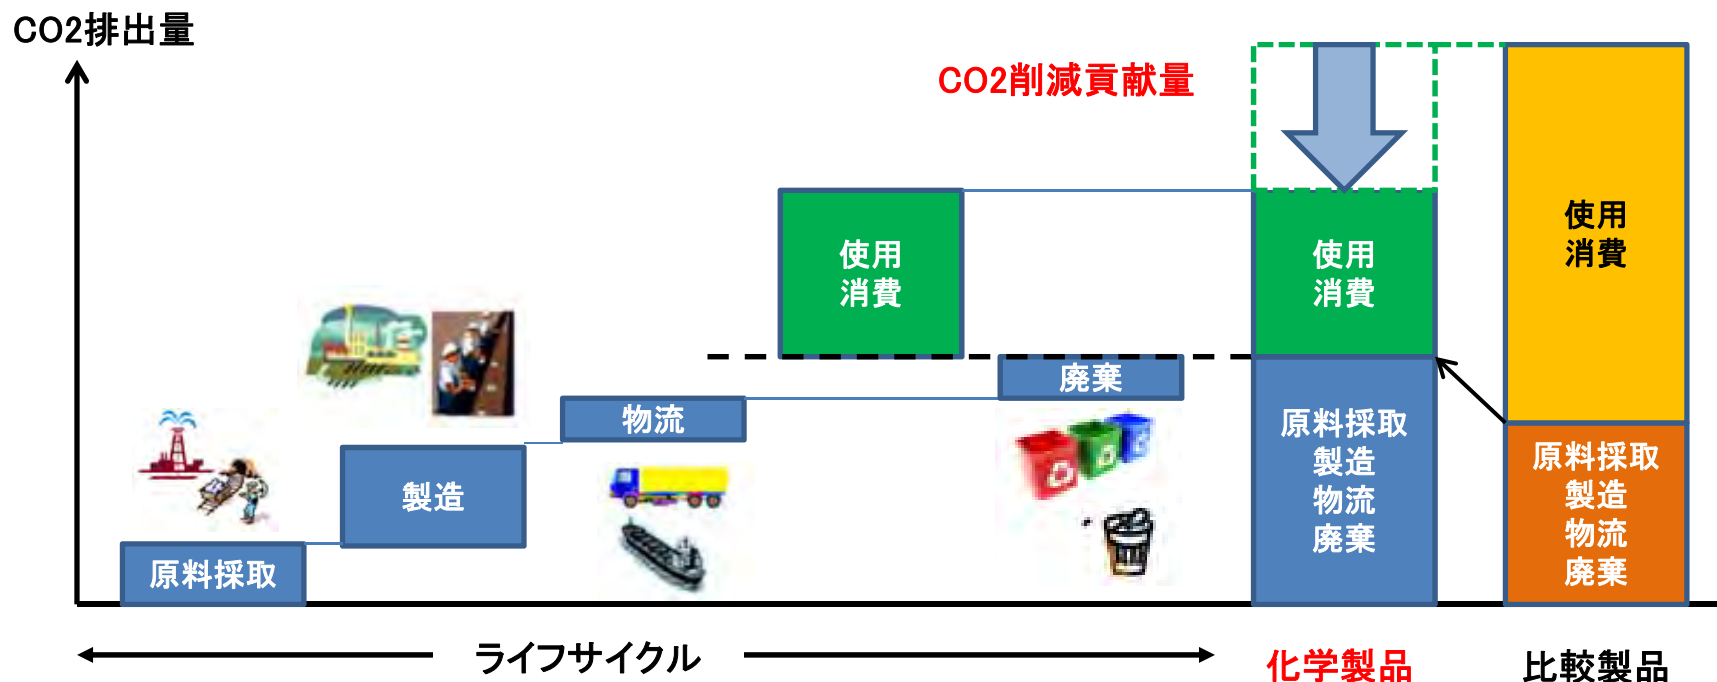 CO2排出量
CO2削減貢献量
使用
消費
使用
消費
使用
消費
廃棄
物流
製造
原料採取
原料採取
製造
物流
廃棄
原料採取
製造
物流
廃棄
ライフサイクル
化学製品
比較製品